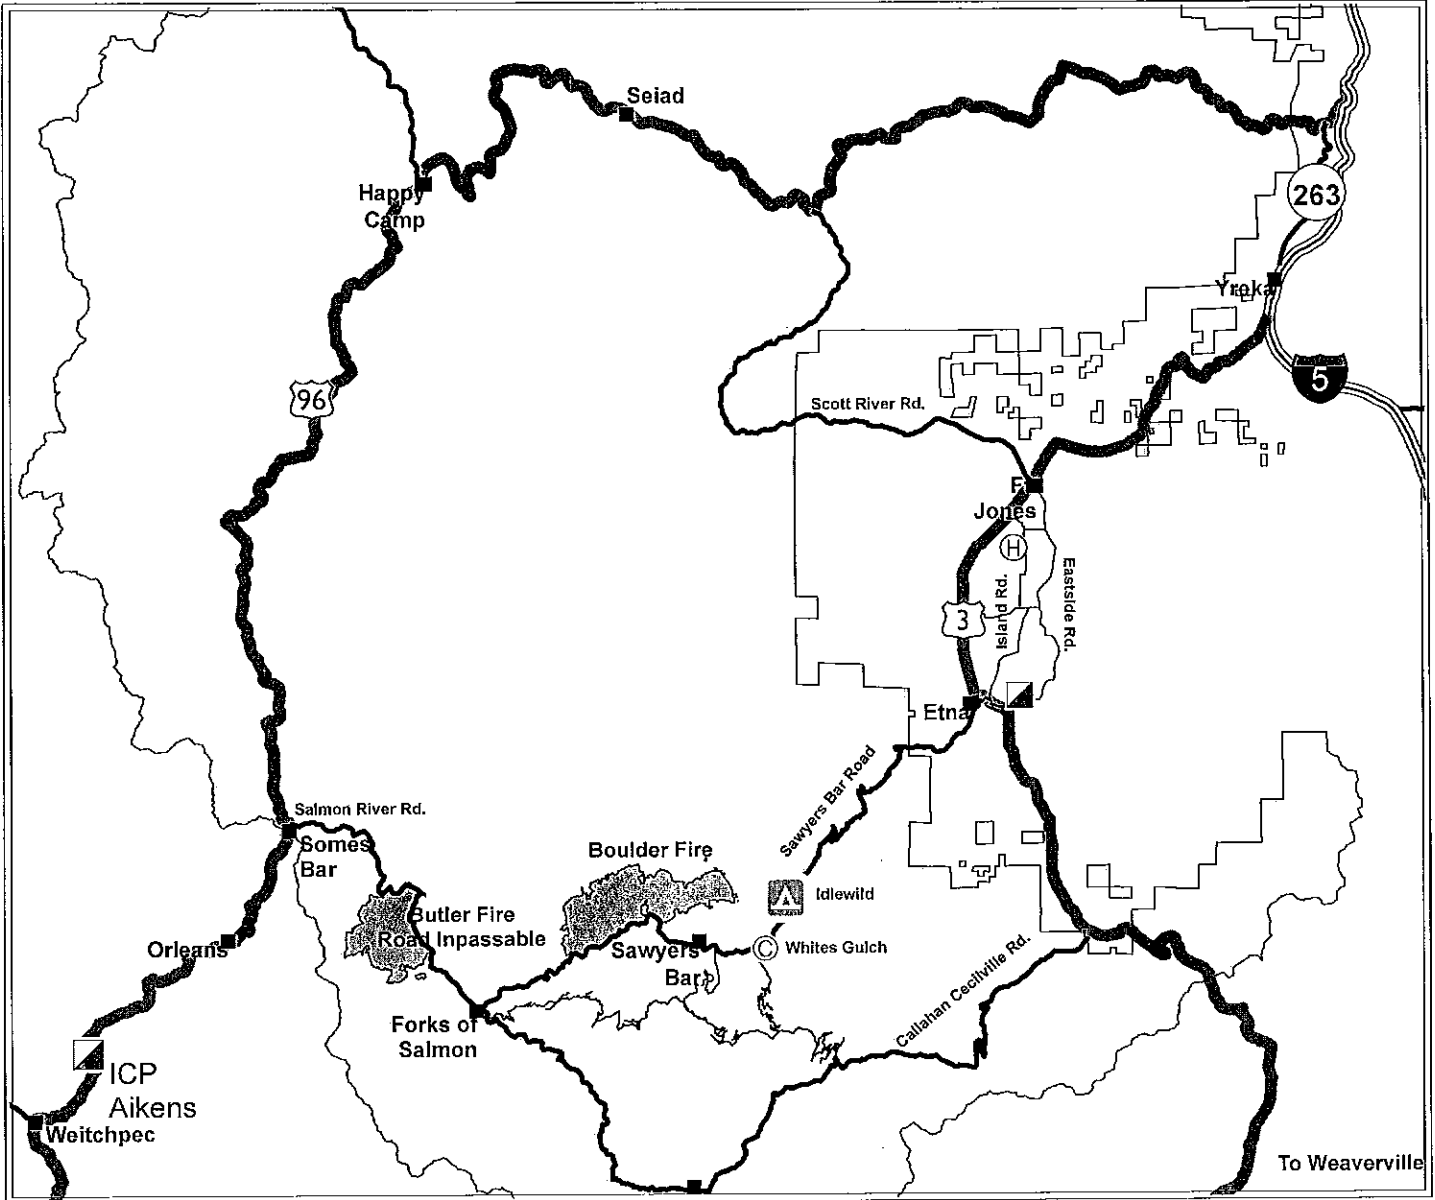 Seiad
Happy
Camp
263
Yreka
96
5
Scott River Rd.
F
Jones
H
Island Rd.
Eastside Rd.
3
Etna
Sawyers Bar Road
Salmon River Rd.
Somes
Bar
Boulder Fire
Idlewild
Butler Fire
Road Inpassable
Orleans
Sawyers
Bar
C
Whites Gulch
Callahan Cecilville Rd.
Forks of
Salmon
ICP
Aikens
Weitchpec
To Weaverville